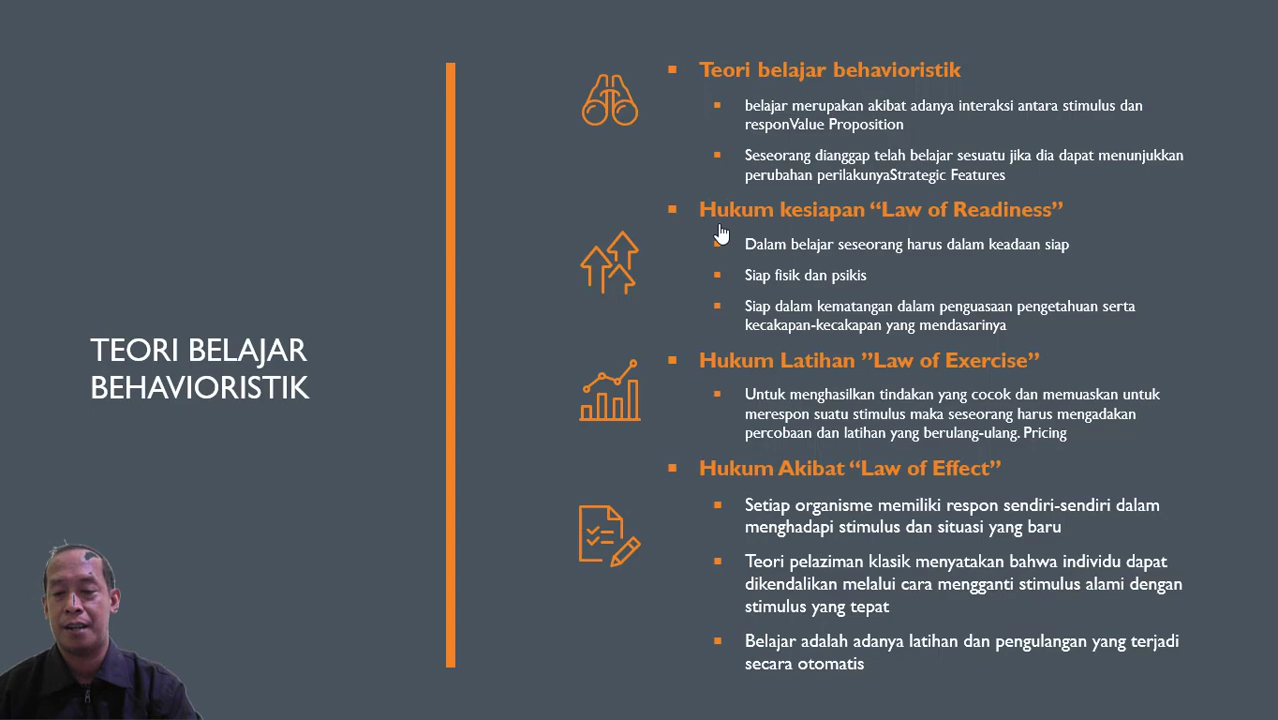 TEORI BELAJAR
BEHAVIORISTIK
Teori belajar behavioristik
belajar merupakan akibat adanya interaksi antara stimulus dan
responValue Proposition
Seseorang dianggap telah belajar sesuatu jika dia dapat menunjukkan
perubahan perilakunyaStrategic Features
Hukum kesiapan “Law of Readiness”
Dalam belajar seseorang harus dalam keadaan siap
Siap fisik dan psikis
Siap dalam kematangan dalam penguasaan pengetahuan serta
kecakapan-kecakapan yang mendasarinya
Hukum Latihan ”Law of Exercise”
Untuk menghasilkan tindakan yang cocok dan memuaskan untuk
merespon suatu stimulus maka seseorang harus mengadakan
percobaan dan latihan yang berulang-ulang. Pricing
Hukum Akibat “Law of Effect”
Setiap organisme memiliki respon sendiri-sendiri dalam
menghadapi stimulus dan situasi yang baru
Teori pelaziman klasik menyatakan bahwa individu dapat
dikendalikan melalui cara mengganti stimulus alami dengan
stimulus yang tepat
Belajar adalah adanya latihan dan pengulangan yang terjadi
secara otomatis